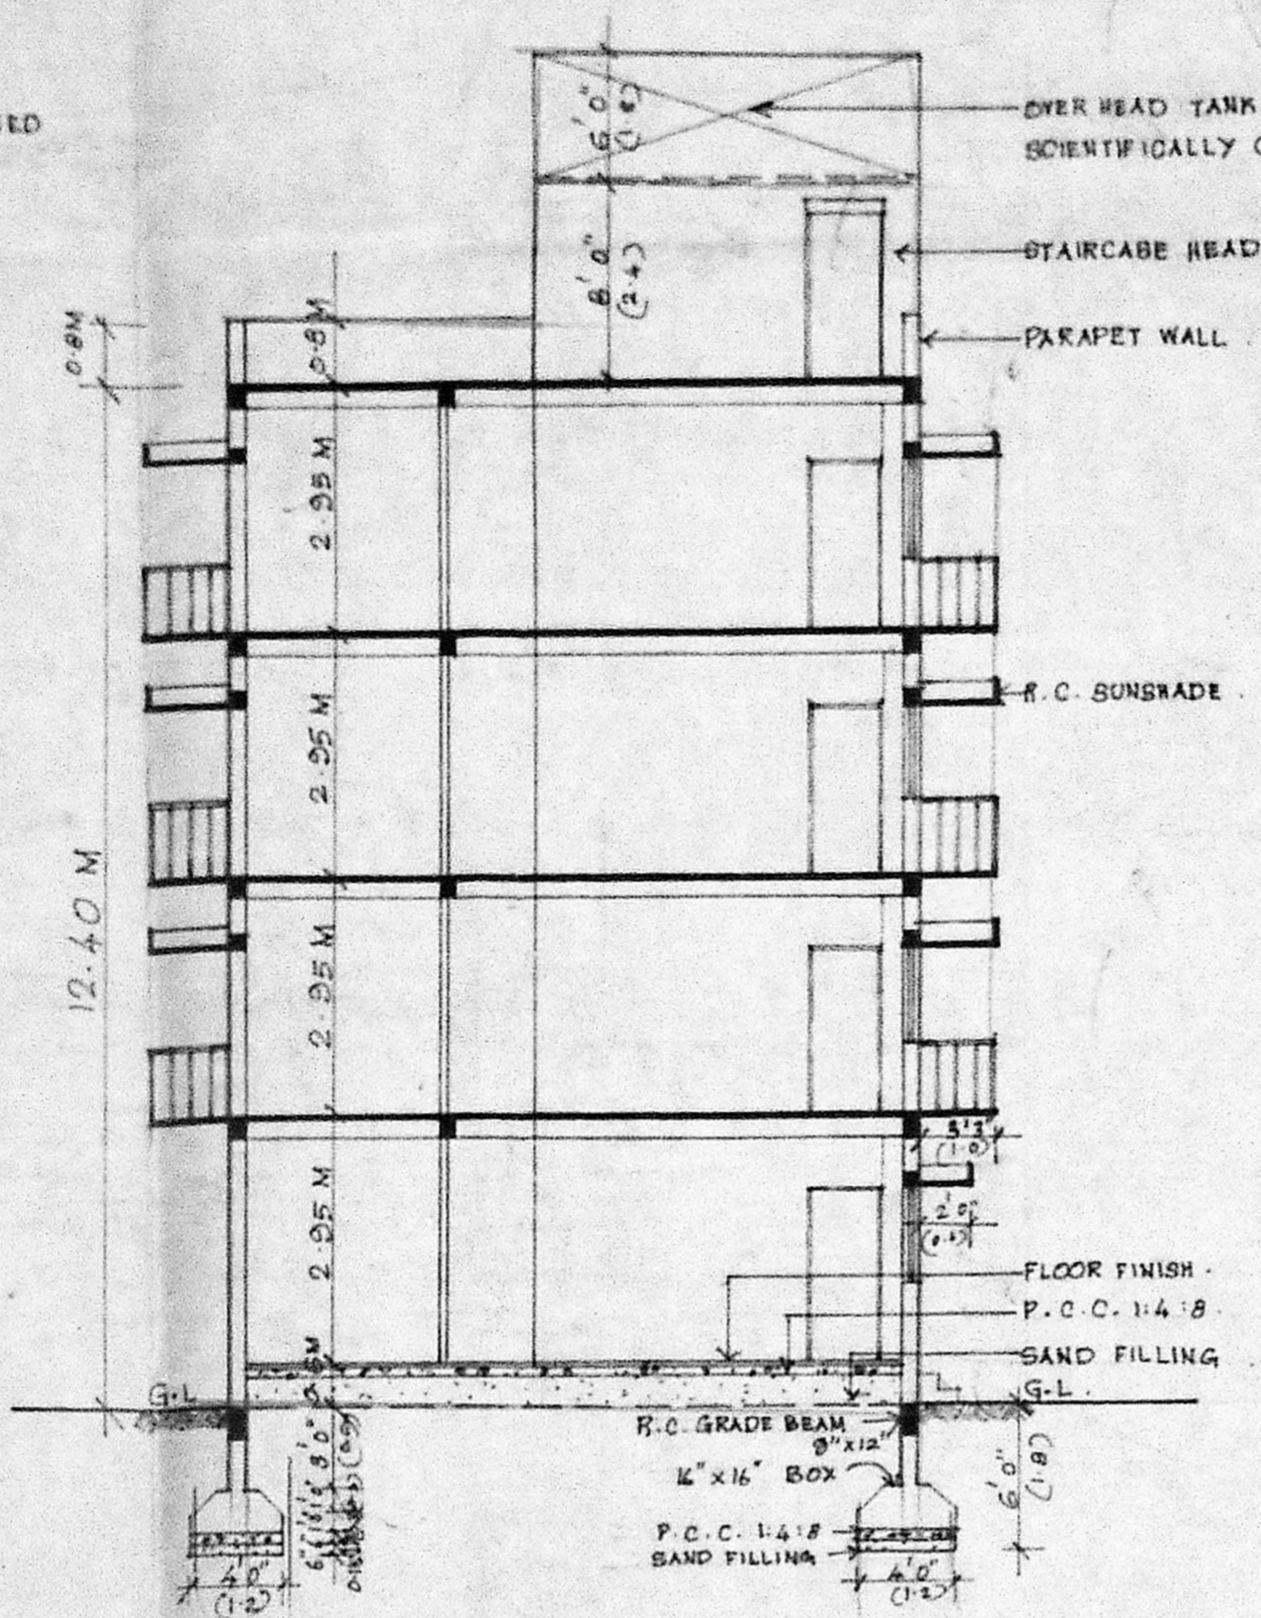 OVER HEAD TANK
SCIENTIFICALLY
6' 0"
(1.8)
STAIRCASE HEAD
8' 0"
(2.4)
PARAPET WALL
0.8M
0.8 M
2.95 M
R.C. SUNSHADE
2.95 M
12.40 M
2.95 M
3'3"
(1.0)
2.95 M
2'0"
FLOOR FINISH
P.C.C. 1:4:8
SAND FILLING
G.L
G.L.
R.C. GRADE BEAM
9"x12"
16"x16" BOX
6'0"
(1.8)
3'0"
P.C.C. 1:4:8
SAND FILLING
4'0"
(1.2)
4'0"
(1.2)